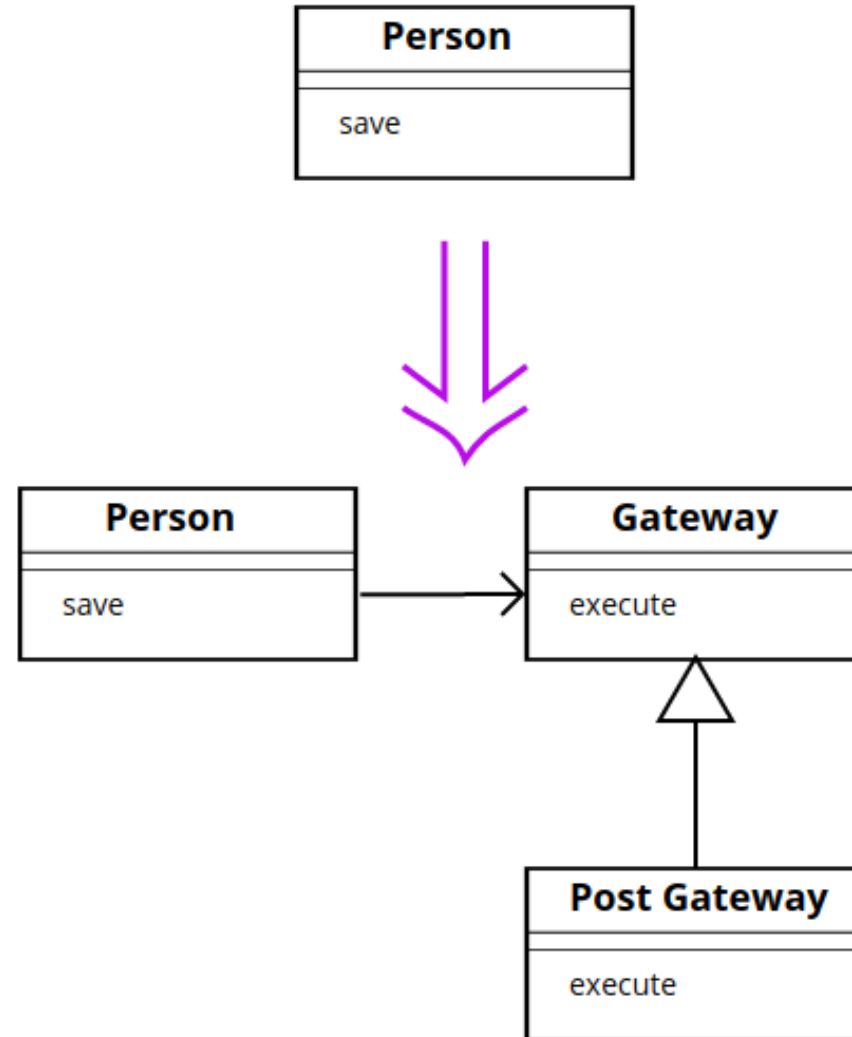 Person
save
Person
save
Gateway
execute
Post Gateway
execute